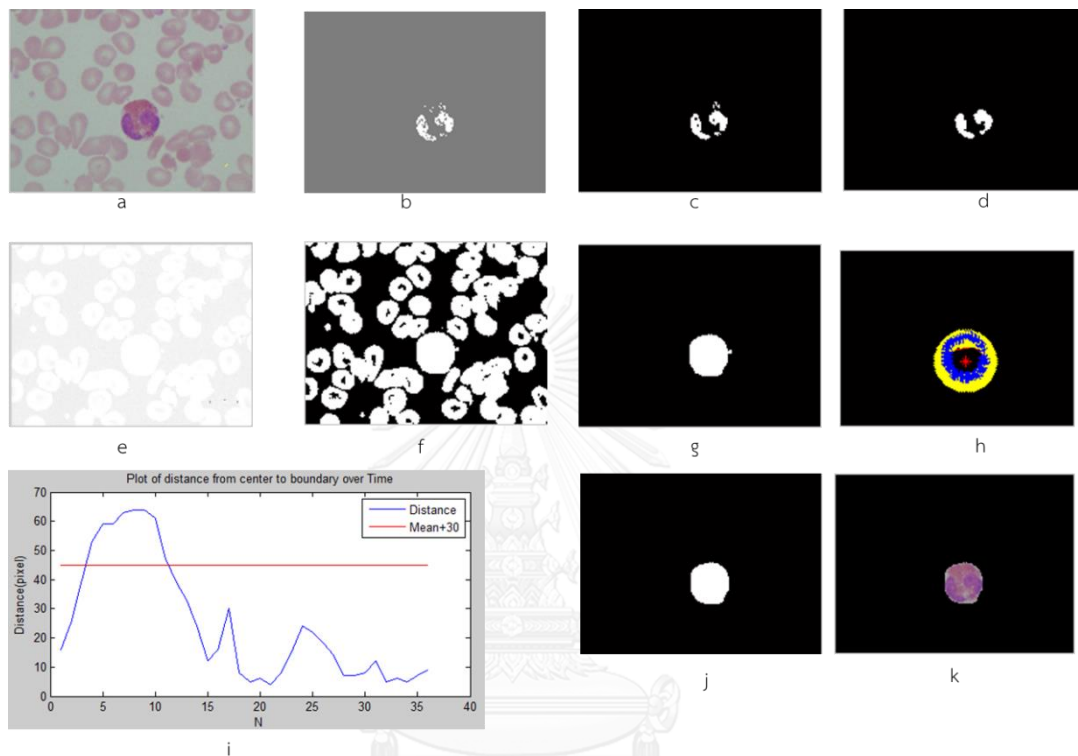 a
b
c
d
e
f
g
h
Plot of distance from center to boundary over Time
70
60
50
40
30
20
10
0
Distance(pixel)
Distance
Mean+30
0 5 10 15 20 25 30 35 40
N
i
j
k